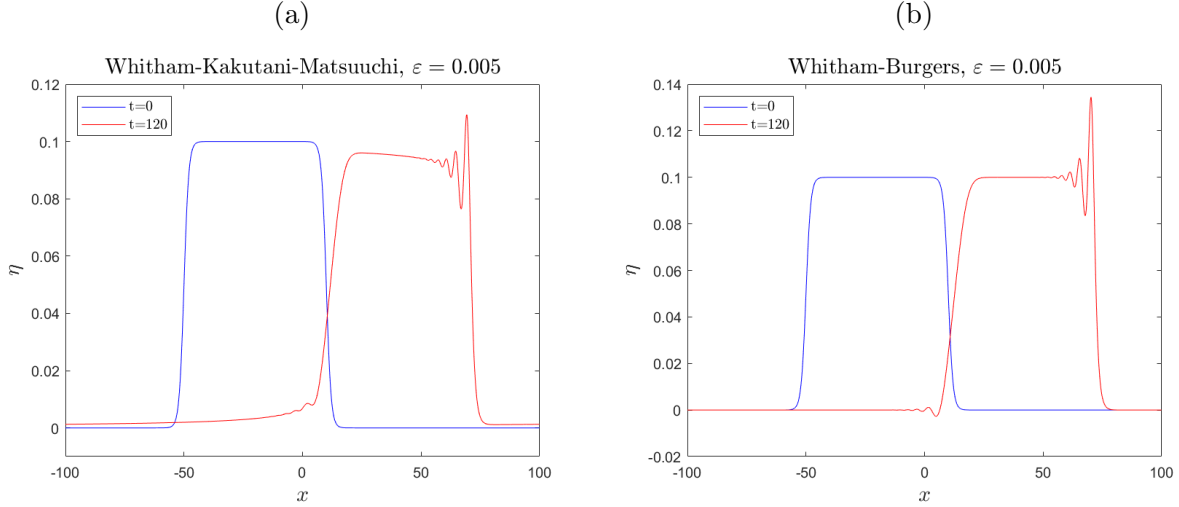 (a)
Whitham-Kakutani-Matsuuchi, ε = 0.005
t=0
t=120
0.12
0.1
0.08
0.06
0.04
0.02
0
η
-100 -50 0 50 100
x
(b)
Whitham-Burgers, ε = 0.005
t=0
t=120
0.14
0.12
0.1
0.08
0.06
0.04
0.02
0
-0.02
η
-100 -50 0 50 100
x